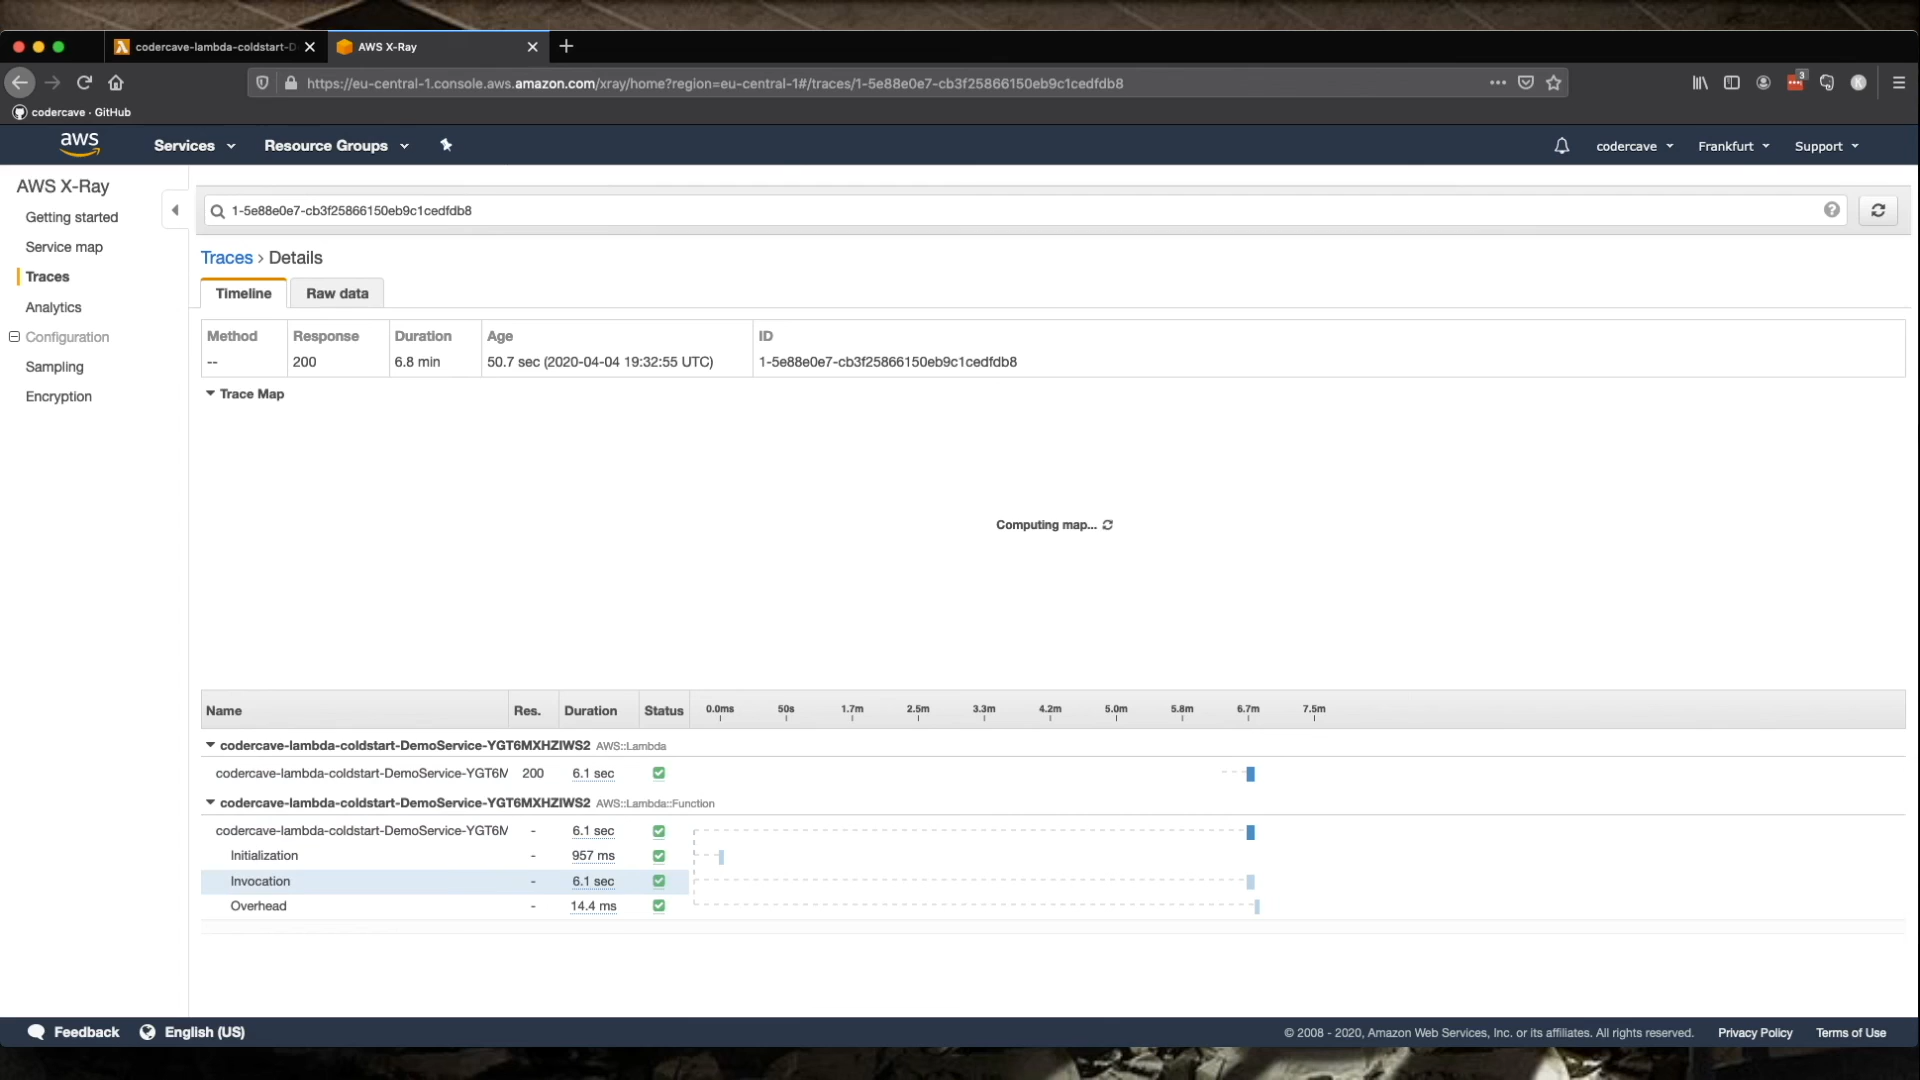 codercave-lambda-coldstart-D
AWS X-Ray
https://eu-central-1.console.aws.amazon.com/xray/home?region=eu-central-1#/traces/1-5e88e0e7-cb3f25866150eb9c1cedfdb8
3
K
codercave · GitHub
aws
Services
Resource Groups
codercave
Frankfurt
Support
AWS X-Ray
Getting started
Service map
Traces
Analytics
Configuration
Sampling
Encryption
1-5e88e0e7-cb3f25866150eb9c1cedfdb8
Traces › Details
Timeline
Raw data
Method Response Duration Age ID
-- 200 6.8 min 50.7 sec (2020-04-04 19:32:55 UTC) 1-5e88e0e7-cb3f25866150eb9c1cedfdb8
Trace Map
Computing map...
Name Res. Duration Status 0.0ms 50s 1.7m 2.5m 3.3m 4.2m 5.0m 5.8m 6.7m 7.5m
codercave-lambda-coldstart-DemoService-YGT6MXHZIWS2 AWS::Lambda
codercave-lambda-coldstart-DemoService-YGT6M 200 6.1 sec
codercave-lambda-coldstart-DemoService-YGT6MXHZIWS2 AWS::Lambda::Function
codercave-lambda-coldstart-DemoService-YGT6M - 6.1 sec
Initialization - 957 ms
Invocation - 6.1 sec
Overhead - 14.4 ms
Feedback
English (US)
© 2008 - 2020, Amazon Web Services, Inc. or its affiliates. All rights reserved.
Privacy Policy
Terms of Use